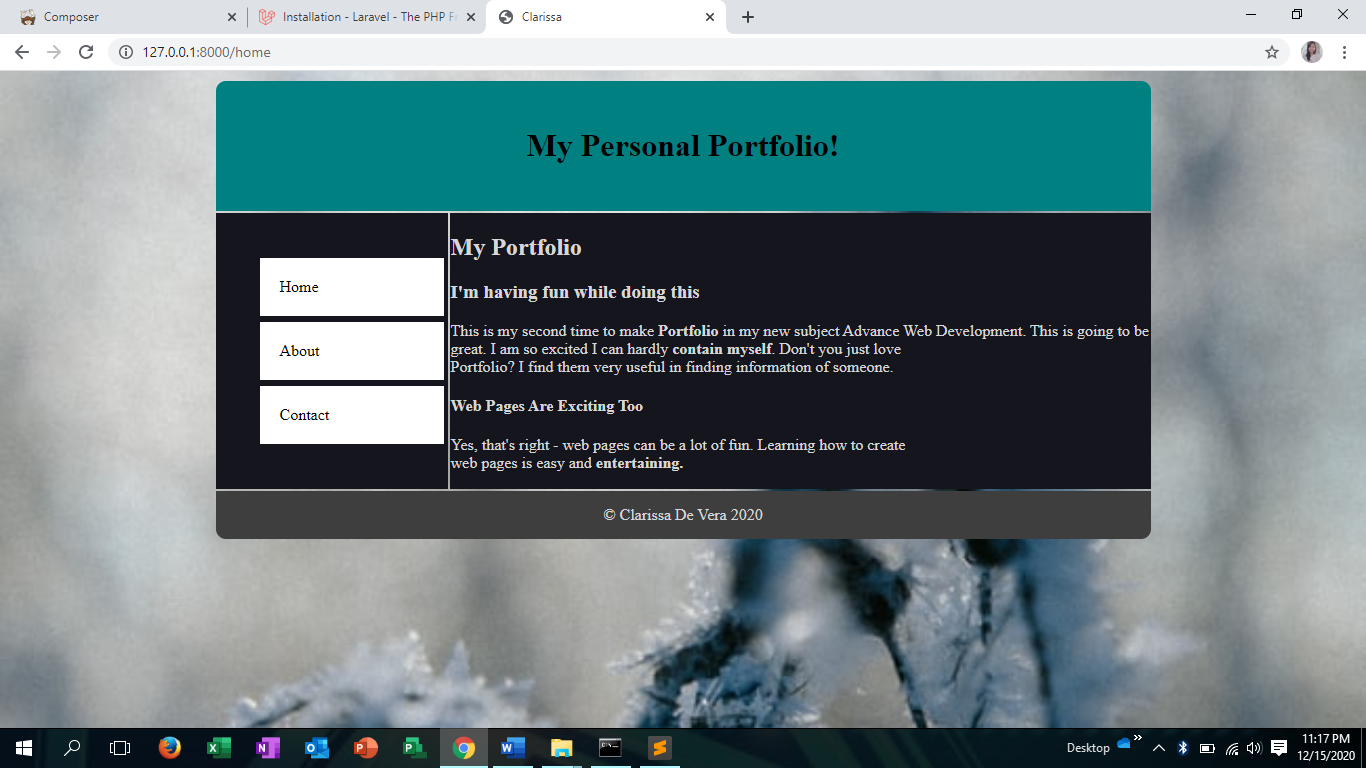 Composer
Installation - Laravel - The PHP Fr
Clarissa
127.0.0.1:8000/home
My Personal Portfolio!
Home
About
Contact
My Portfolio
I'm having fun while doing this
This is my second time to make Portfolio in my new subject Advance Web Development. This is going to be
great. I am so excited I can hardly contain myself. Don't you just love
Portfolio? I find them very useful in finding information of someone.
Web Pages Are Exciting Too
Yes, that's right - web pages can be a lot of fun. Learning how to create
web pages is easy and entertaining.
© Clarissa De Vera 2020
Desktop
11:17 PM
12/15/2020